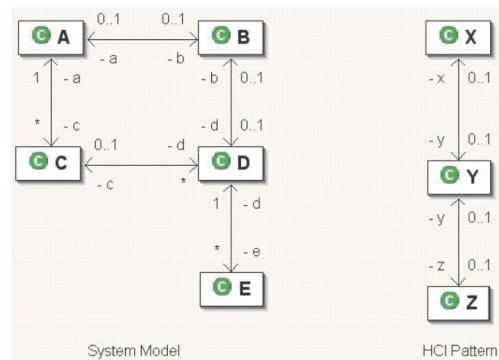 C A
0..1
0..1
C B
- a
- b
1
- a
*
- c
- b
0..1
- d
0..1
C C
0..1
- d
- c
*
C D
1
- d
*
- e
C E
System Model
C X
- x
0..1
- y
0..1
C Y
- y
0..1
- z
0..1
C Z
HCI Pattern